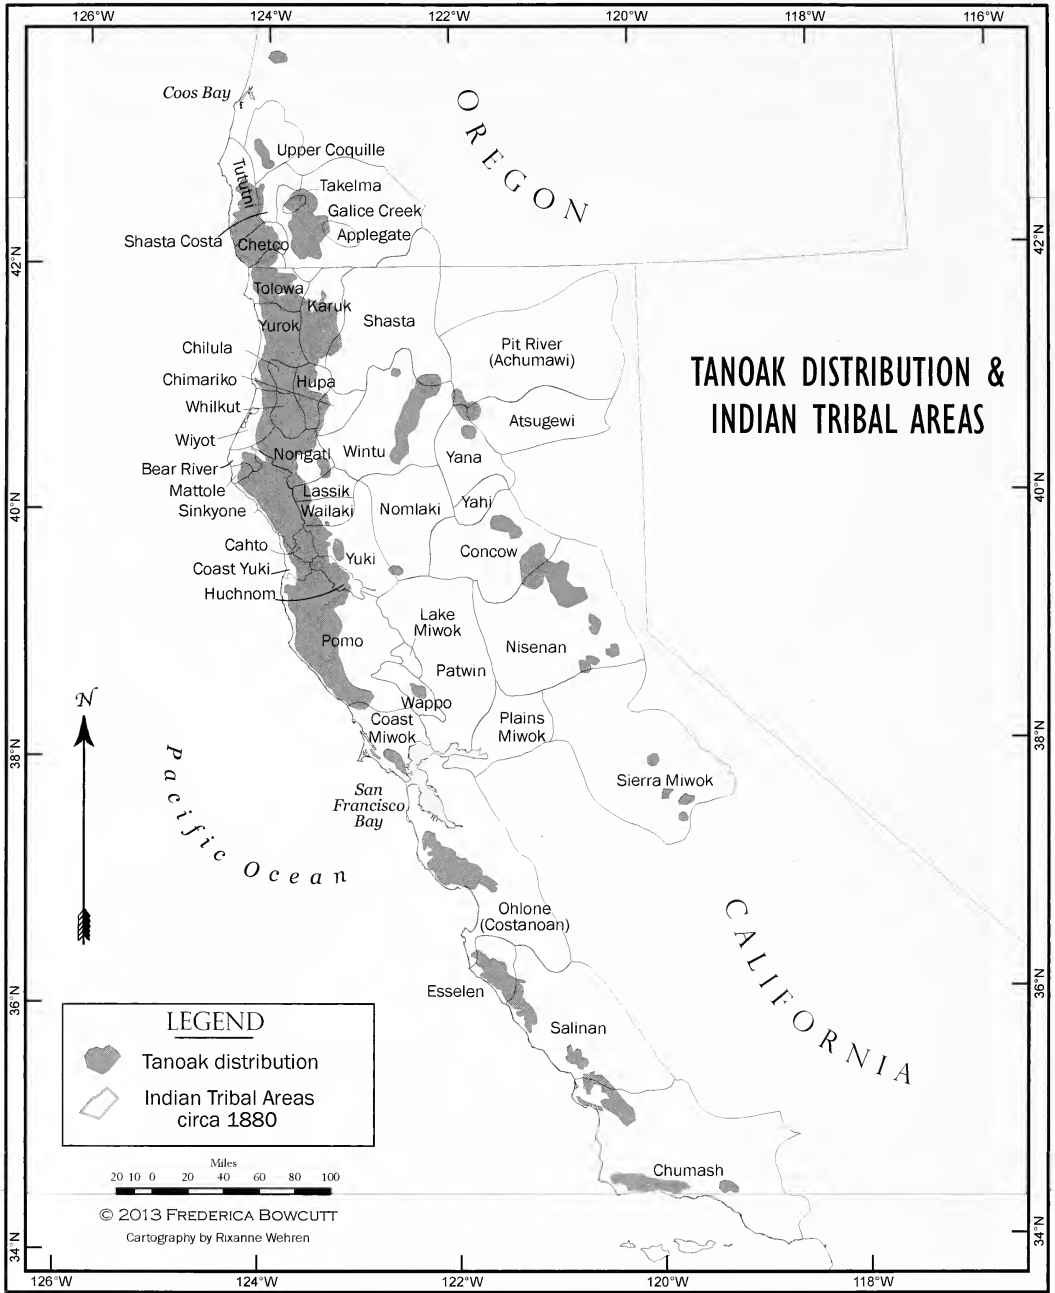 126°W 124°W 122°W 120°W 118°W 116°W
Coos Bay
OREGON
Upper Coquille
Tututni
Takelma
Galice Creek
Applegate
Shasta Costa
Chetco
42°N
42°N
Tolowa
Karuk
Yurok
Shasta
Pit River
(Achumawi)
Chilula
TANOAK DISTRIBUTION &
INDIAN TRIBAL AREAS
Chimariko
Hupa
Whilkut
Atsugewi
Wiyot
Nongatl
Wintu
Yana
Bear River
Mattole
Lassik
40°N
40°N
Sinkyone
Wailaki
Nomlaki
Yahi
Cahto
Yuki
Concow
Coast Yuki
Huchnom
Lake
Miwok
Pomo
Nisenan
Patwin
N
Wappo
Coast
Miwok
Plains
Miwok
38°N
38°N
Pacific Ocean
San
Francisco
Bay
Sierra Miwok
Ohlone
(Costanoan)
CALIFORNIA
Esselen
36°N
36°N
Salinan
LEGEND
Tanoak distribution
Indian Tribal Areas
circa 1880
Chumash
Miles
20 10 0 20 40 60 80 100
© 2013 FREDERICA BOWCUTT
Cartography by Rixanne Wehren
34°N
34°N
126°W 124°W 122°W 120°W 118°W